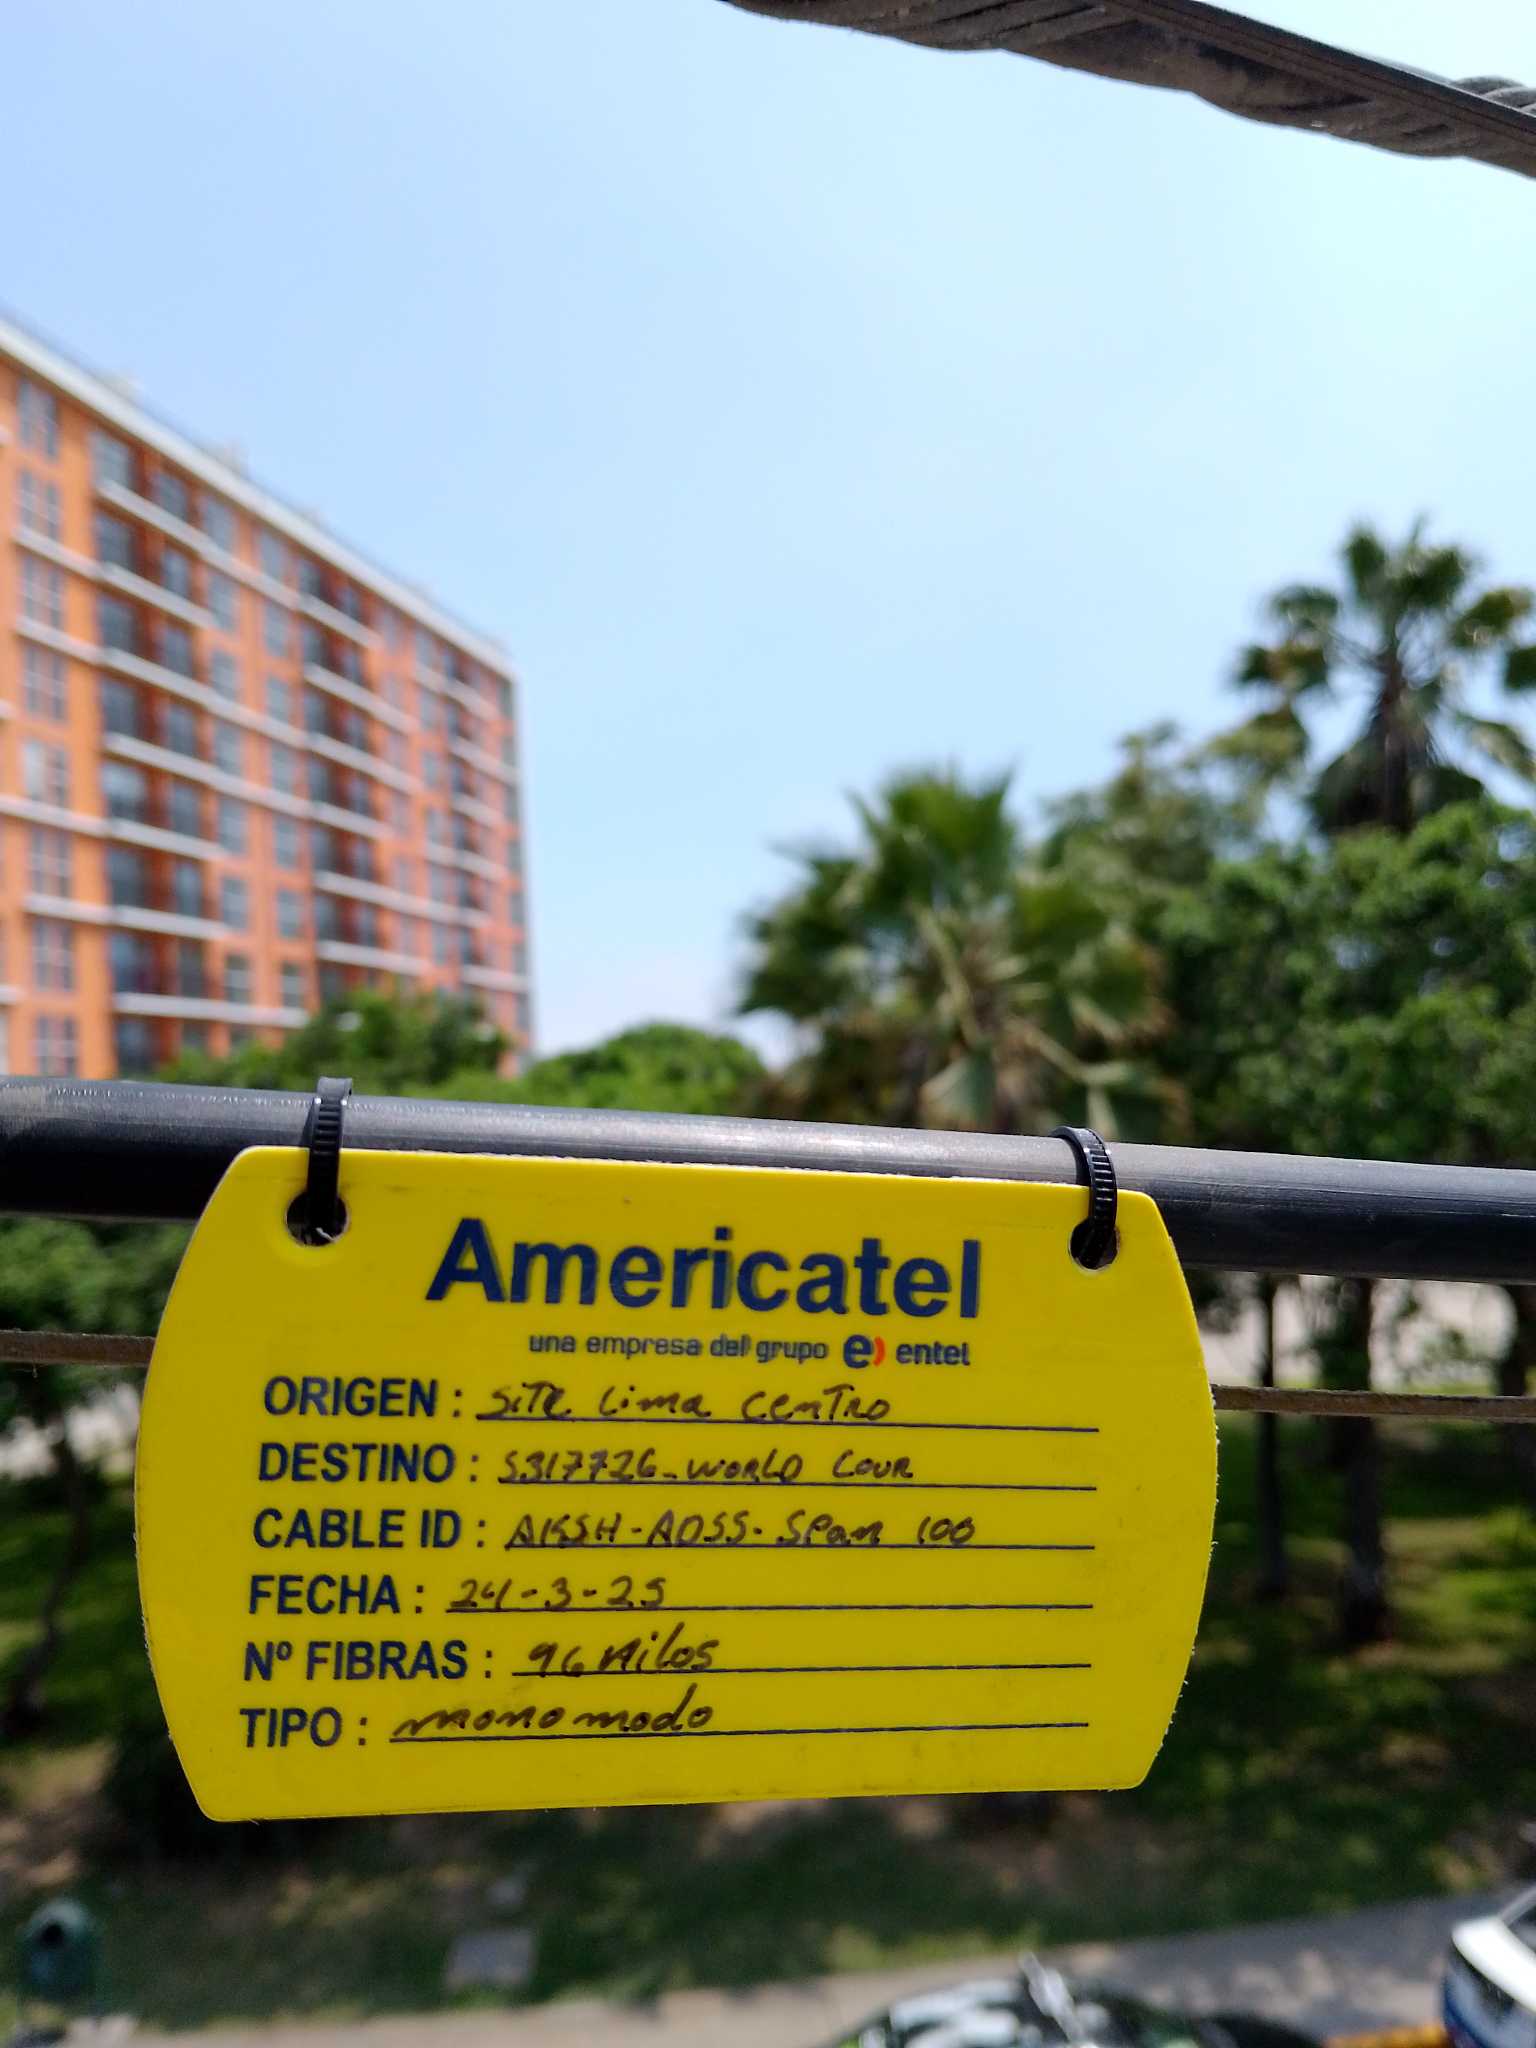 Americatel
una empresa del grupo e) entel
ORIGEN : SiTe Lima CenTRO
DESTINO : S317726_WORLD COUR
CABLE ID : AKSH-ADSS-SPan 100
FECHA : 24-3-25
Nº FIBRAS : 96 Hilos
TIPO : monomodo